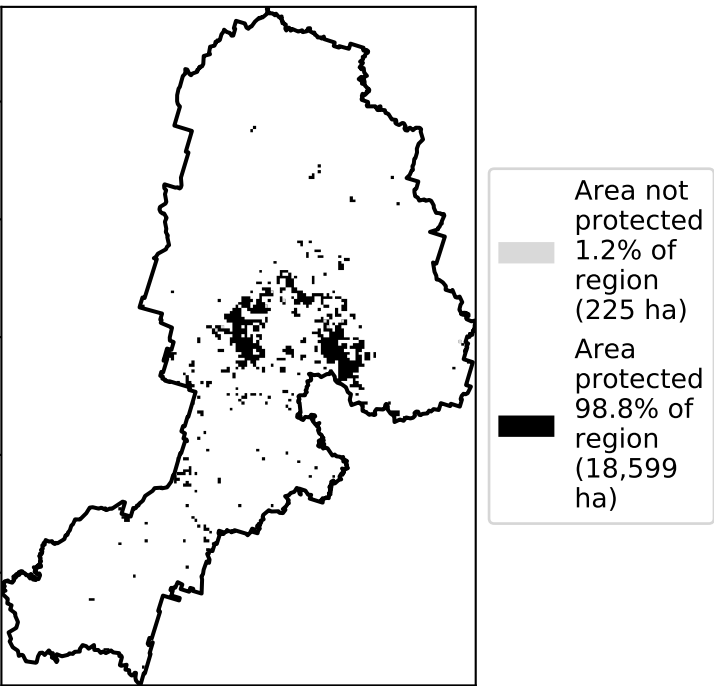 Area not
protected
1.2% of
region
(225 ha)
Area
protected
98.8% of
region
(18,599
ha)